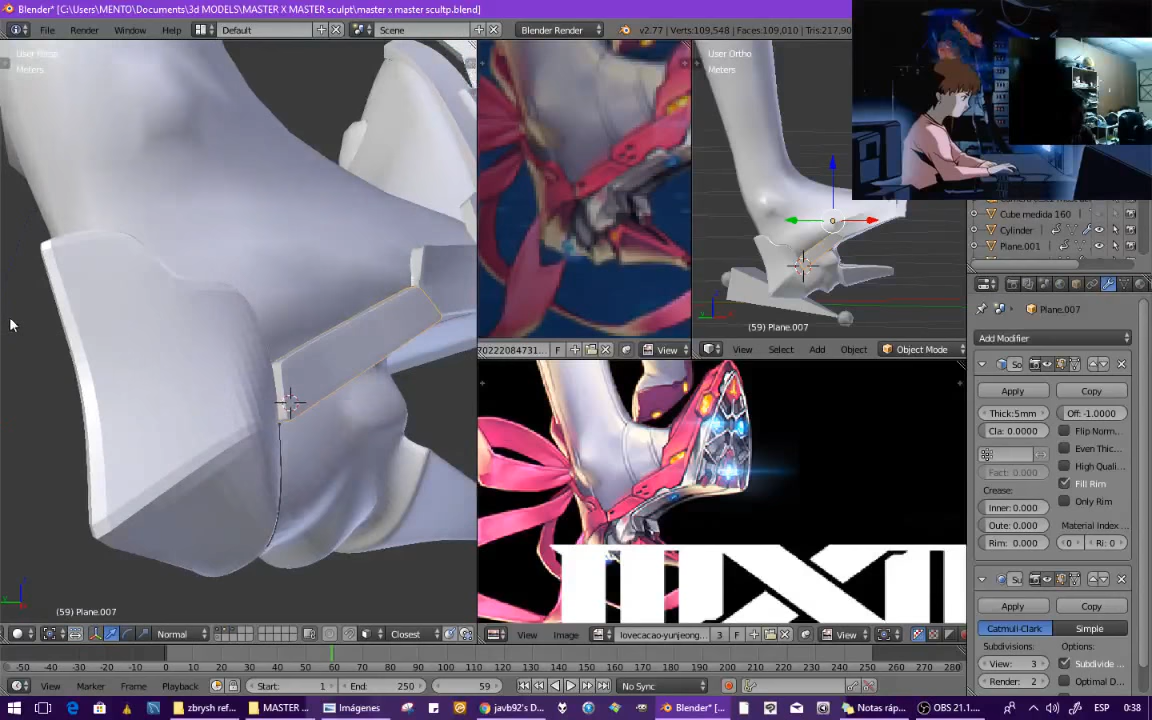 Blender* [C:\Users\MENTO\Documents\3d MODELS\MASTER X MASTER sculpt\master x master scultp.blend]
File Render Window Help Default Scene Blender Render v2.77 | Verts:109,548 | Faces:109,010 | Tris:217,90
User Persp
Meters
User Ortho
Meters
Cube medida 160
Cylinder
Plane.001
(59) Plane.007
70222084731... F View
View Select Add Object Object Mode
Plane.007
Add Modifier
So
Apply Copy
Thick:5mm Off: -1.0000
Cla: 0.0000 Flip Norm..
Even Thic..
High Quali..
Fact: 0.000 Fill Rim
Crease: Only Rim
Inner: 0.000
Oute: 0.000 Material Index ..
Rim: 0.000 0 Ri: 0
Su
Apply Copy
Catmull-Clark Simple
Subdivisions: Options:
View: 3 Subdivide ..
Render: 2 Optimal D..
MXM
(59) Plane.007
Normal Closest
View Image lovecacao-yunjeong... 3 F View
-50 -40 -30 -20 -10 0 10 20 30 40 50 60 70 80 90 100 110 120 130 140 150 160 170 180 190 200 210 220 230 240 250 260 270 280
View Marker Frame Playback Start: 1 End: 250 59 No Sync
zbrysh ref... MASTER ... Imágenes javb92's D... Blender* [... Notas ráp... OBS 21.1.... ESP 0:38